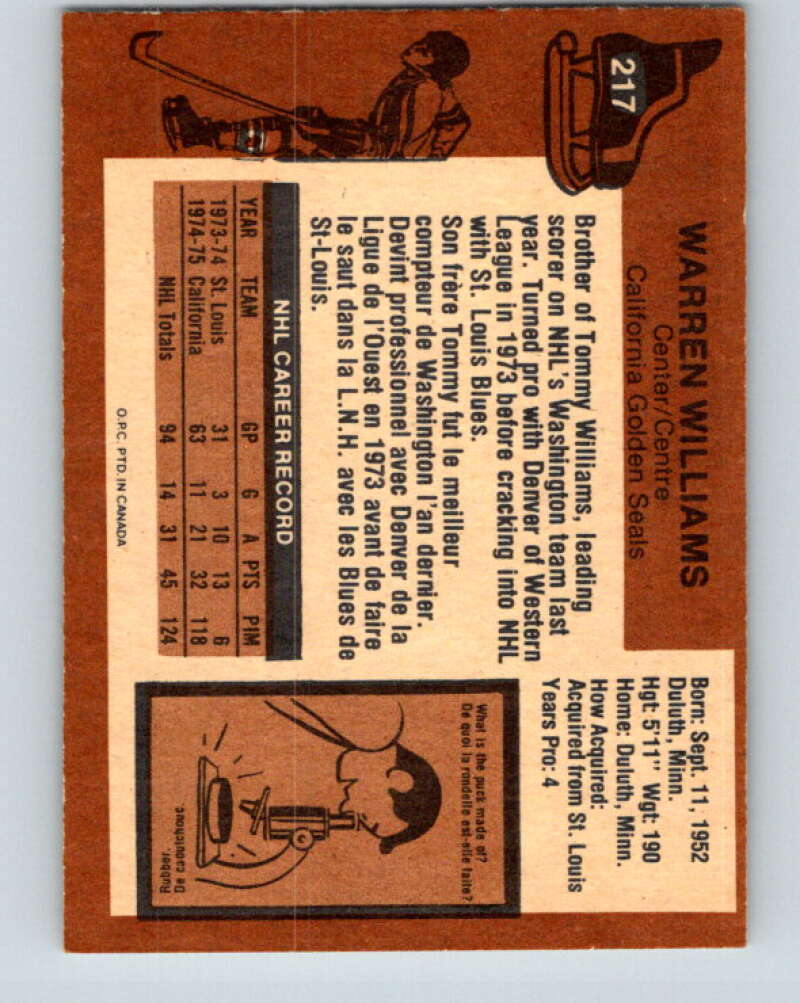 217
WARREN WILLIAMS
Center/Centre
California Golden Seals
Born: Sept. 11, 1952
Duluth, Minn.
Hgt: 5'11" Wgt: 190
Home: Duluth, Minn.
How Acquired:
Acquired from St. Louis
Years Pro: 4
Brother of Tommy Williams, leading
scorer on NHL's Washington team last
year. Turned pro with Denver of Western
League in 1973 before cracking into NHL
with St. Louis Blues.
Son frère Tommy fut le meilleur
compteur de Washington l'an dernier.
Devint professionnel avec Denver de la
Ligue de l'Ouest en 1973 avant de faire
le saut dans la L.N.H. avec les Blues de
St-Louis.
NHL CAREER RECORD
YEAR TEAM GP G A PTS PIM
1973-74 St. Louis 31 3 10 13 6
1974-75 California 63 11 21 32 118
NHL Totals 94 14 31 45 124
What is the puck made of?
De quoi la rondelle est-elle faite?
Rubber.
De caoutchouc.
O.P.C. PTD. IN CANADA